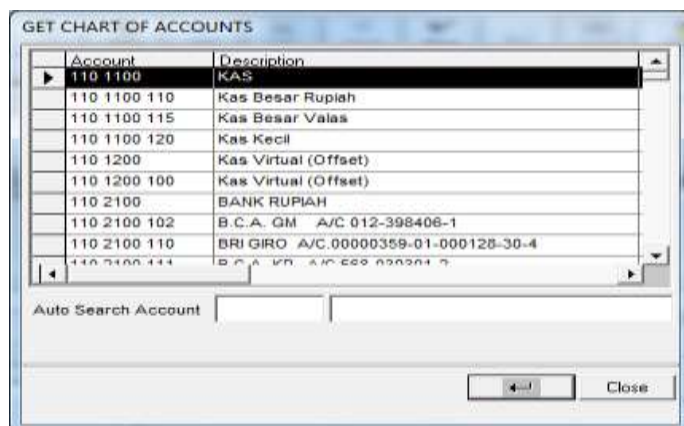 GET CHART OF ACCOUNTS
Account Description
110 1100 KAS
110 1100 110 Kas Besar Rupiah
110 1100 115 Kas Besar Valas
110 1100 120 Kas Kecil
110 1200 Kas Virtual (Offset)
110 1200 100 Kas Virtual (Offset)
110 2100 BANK RUPIAH
110 2100 102 B.C.A. GM A/C 012-398406-1
110 2100 110 BRI GIRO A/C.00000359-01-000128-30-4
110 2100 111 B.C.A. A/C
Auto Search Account
Close